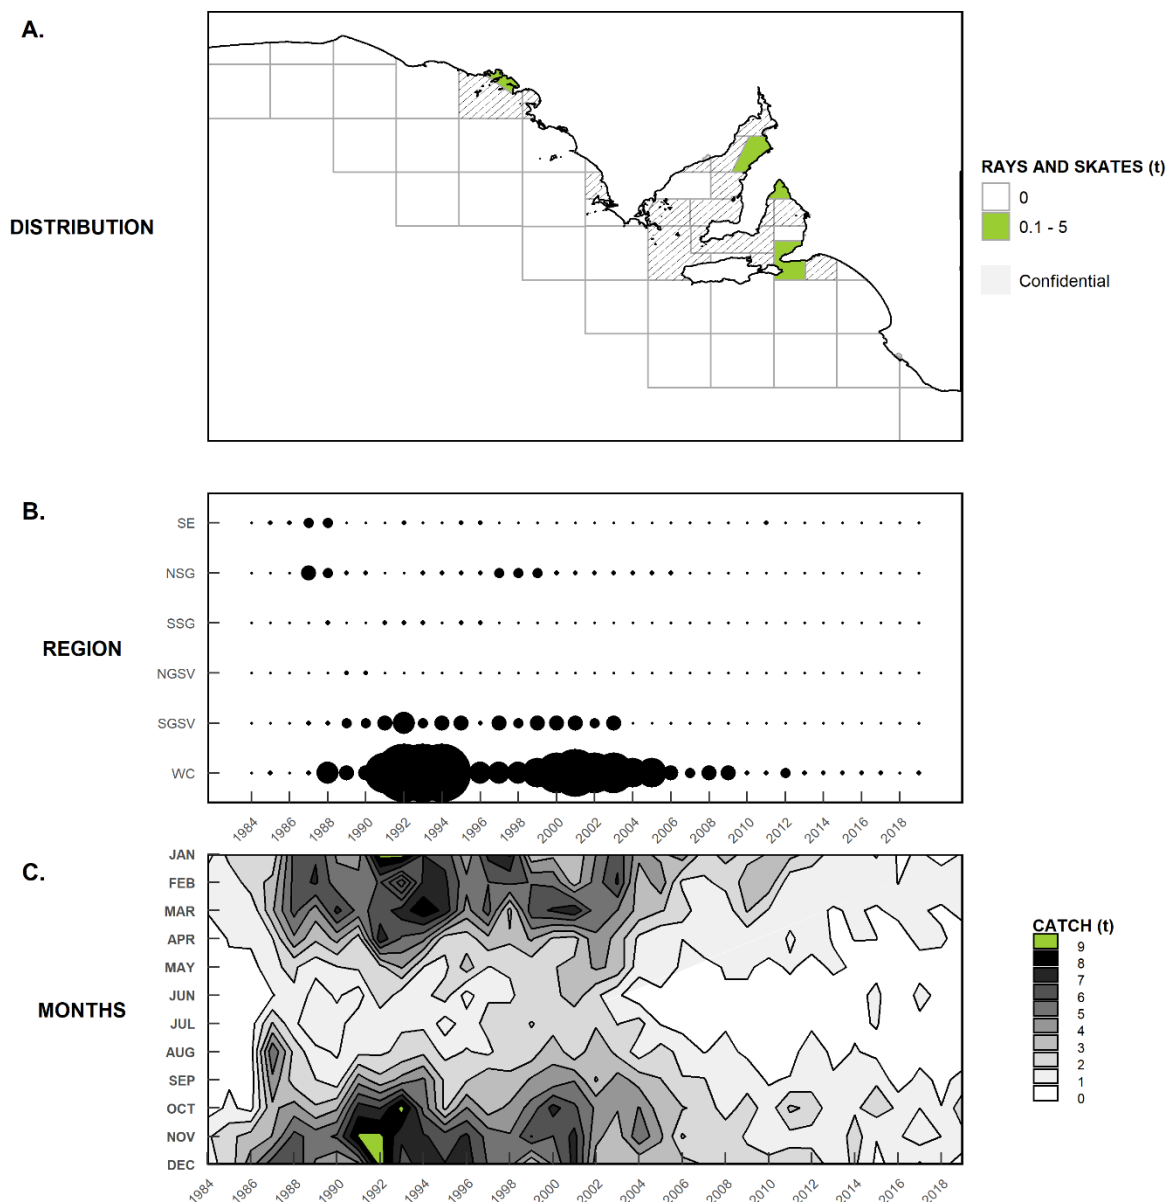 A.
DISTRIBUTION
RAYS AND SKATES (t)
0
0.1 - 5
Confidential
B.
REGION
SE
NSG
SSG
NGSV
SGSV
WC
1984 1986 1988 1990 1992 1994 1996 1998 2000 2002 2004 2006 2008 2010 2012 2014 2016 2018
C.
MONTHS
JAN
FEB
MAR
APR
MAY
JUN
JUL
AUG
SEP
OCT
NOV
DEC
1984 1986 1988 1990 1992 1994 1996 1998 2000 2002 2004 2006 2008 2010 2012 2014 2016 2018
CATCH (t)
9
8
7
6
5
4
3
2
1
0